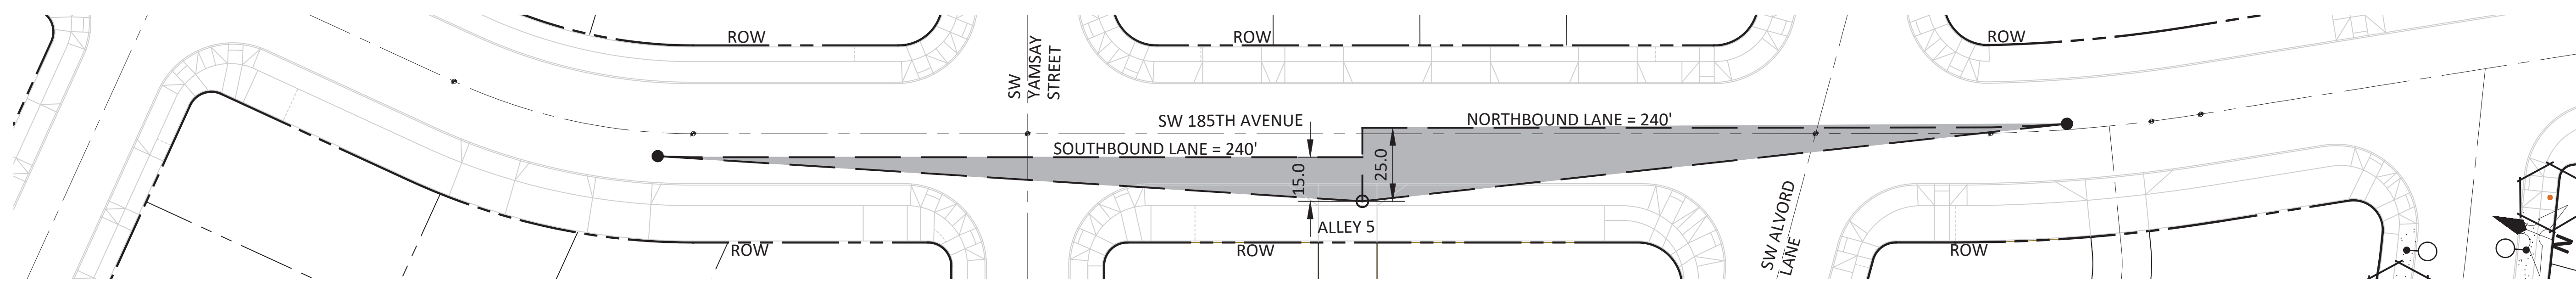 ROW
ROW
ROW
SW
YAMSAY
STREET
SW 185TH AVENUE
NORTHBOUND LANE = 240'
SOUTHBOUND LANE = 240'
15.0
25.0
ALLEY 5
SW ALVORD
LANE
ROW
ROW
ROW